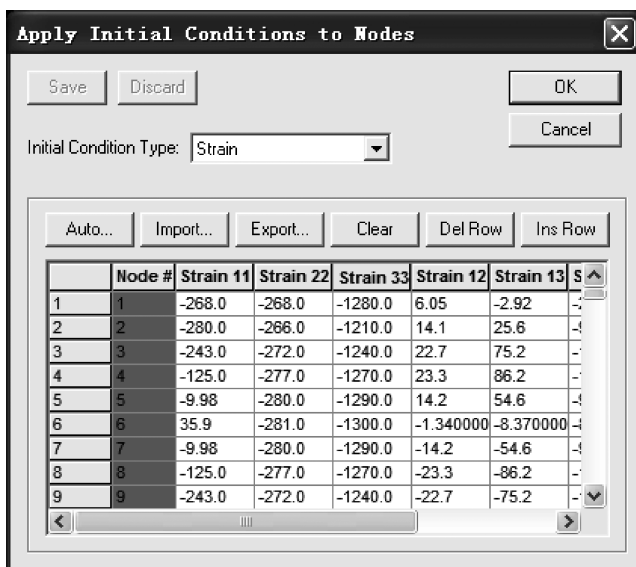 Apply Initial Conditions to Nodes
Save Discard OK
Cancel
Initial Condition Type: Strain
Auto... Import... Export... Clear Del Row Ins Row
Node # Strain 11 Strain 22 Strain 33 Strain 12 Strain 13 S
1 1 -268.0 -268.0 -1280.0 6.05 -2.92
2 2 -280.0 -266.0 -1210.0 14.1 25.6
3 3 -243.0 -272.0 -1240.0 22.7 75.2
4 4 -125.0 -277.0 -1270.0 23.3 86.2
5 5 -9.98 -280.0 -1290.0 14.2 54.6
6 6 35.9 -281.0 -1300.0 -1.340000 -8.370000
7 7 -9.98 -280.0 -1290.0 -14.2 -54.6
8 8 -125.0 -277.0 -1270.0 -23.3 -86.2
9 9 -243.0 -272.0 -1240.0 -22.7 -75.2